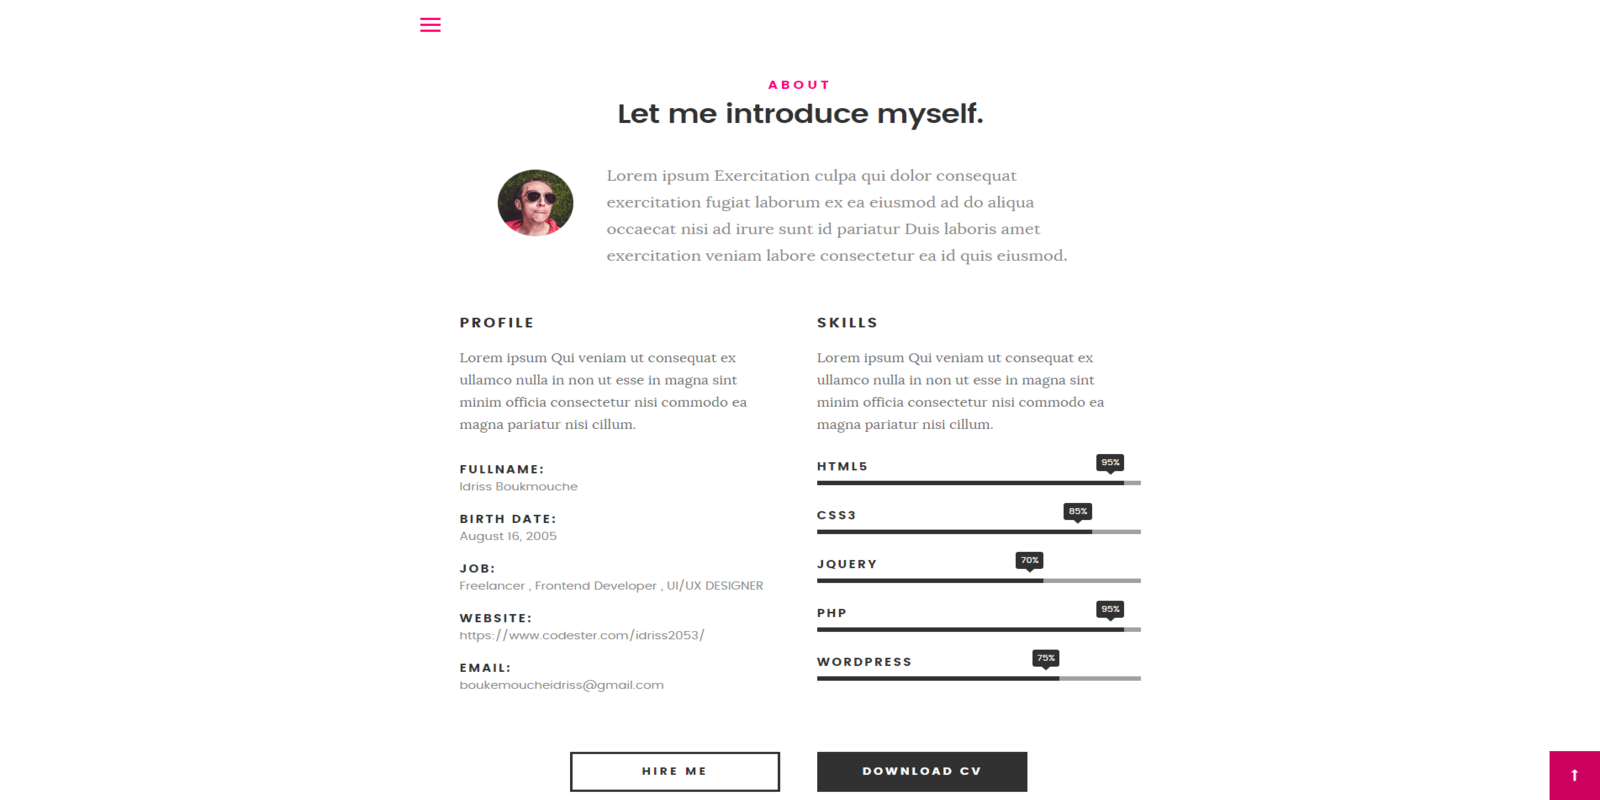 ABOUT
Let me introduce myself.
Lorem ipsum Exercitation culpa qui dolor consequat
exercitation fugiat laborum ex ea eiusmod ad do aliqua
occaecat nisi ad irure sunt id pariatur Duis laboris amet
exercitation veniam labore consectetur ea id quis eiusmod.
PROFILE
Lorem ipsum Qui veniam ut consequat ex
ullamco nulla in non ut esse in magna sint
minim officia consectetur nisi commodo ea
magna pariatur nisi cillum.
FULLNAME:
Idriss Boukmouche
BIRTH DATE:
August 16, 2005
JOB:
Freelancer , Frontend Developer , UI/UX DESIGNER
WEBSITE:
https://www.codester.com/idriss2053/
EMAIL:
boukemoucheidriss@gmail.com
SKILLS
Lorem ipsum Qui veniam ut consequat ex
ullamco nulla in non ut esse in magna sint
minim officia consectetur nisi commodo ea
magna pariatur nisi cillum.
HTML5 95%
CSS3 85%
JQUERY 70%
PHP 95%
WORDPRESS 75%
HIRE ME
DOWNLOAD CV